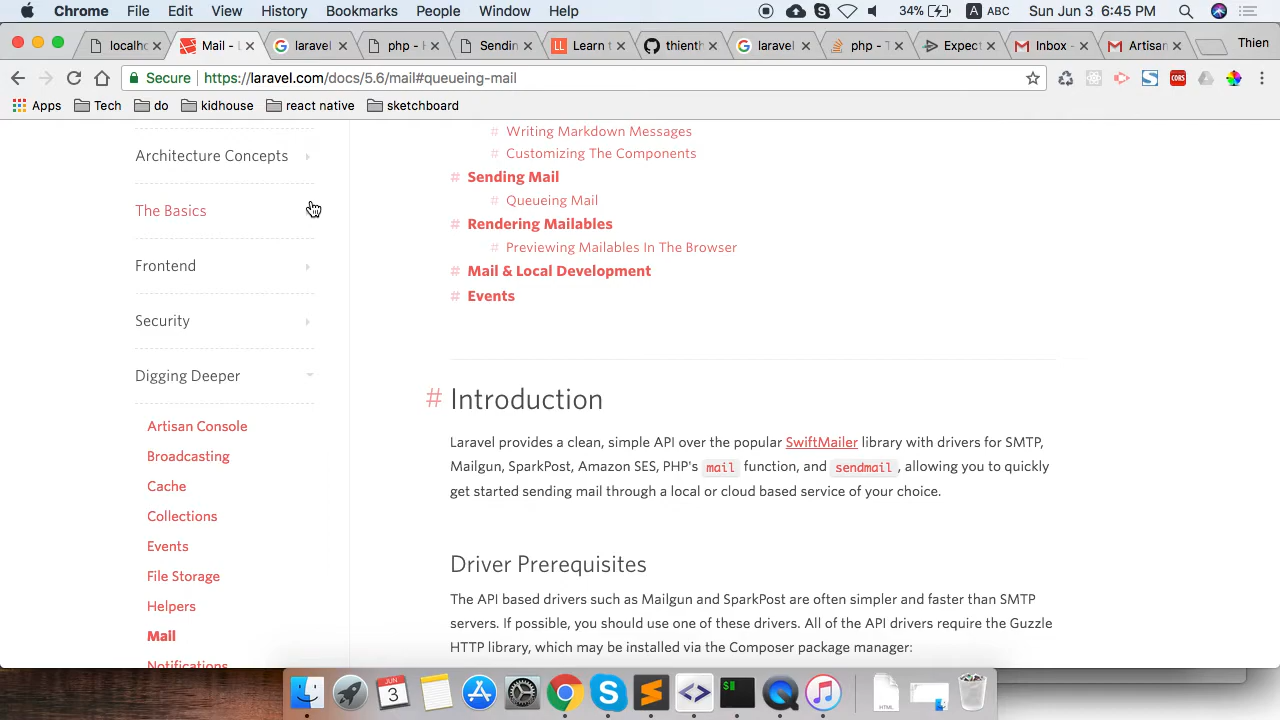 Chrome File Edit View History Bookmarks People Window Help 34% A ABC Sun Jun 3 6:45 PM
localho Mail - L laravel php - H Sendin LL Learn t thienth laravel php - T Expect Inbox - Artisan Thien
Secure https://laravel.com/docs/5.6/mail#queueing-mail CORS
Apps Tech do kidhouse react native sketchboard
# Writing Markdown Messages
# Customizing The Components
# Sending Mail
# Queueing Mail
# Rendering Mailables
# Previewing Mailables In The Browser
# Mail & Local Development
# Events
Architecture Concepts
The Basics
Frontend
Security
Digging Deeper
Artisan Console
Broadcasting
Cache
Collections
Events
File Storage
Helpers
Mail
Notifications
# Introduction
Laravel provides a clean, simple API over the popular SwiftMailer library with drivers for SMTP,
Mailgun, SparkPost, Amazon SES, PHP's mail function, and sendmail, allowing you to quickly
get started sending mail through a local or cloud based service of your choice.
Driver Prerequisites
The API based drivers such as Mailgun and SparkPost are often simpler and faster than SMTP
servers. If possible, you should use one of these drivers. All of the API drivers require the Guzzle
HTTP library, which may be installed via the Composer package manager:
JUN
3
HTML